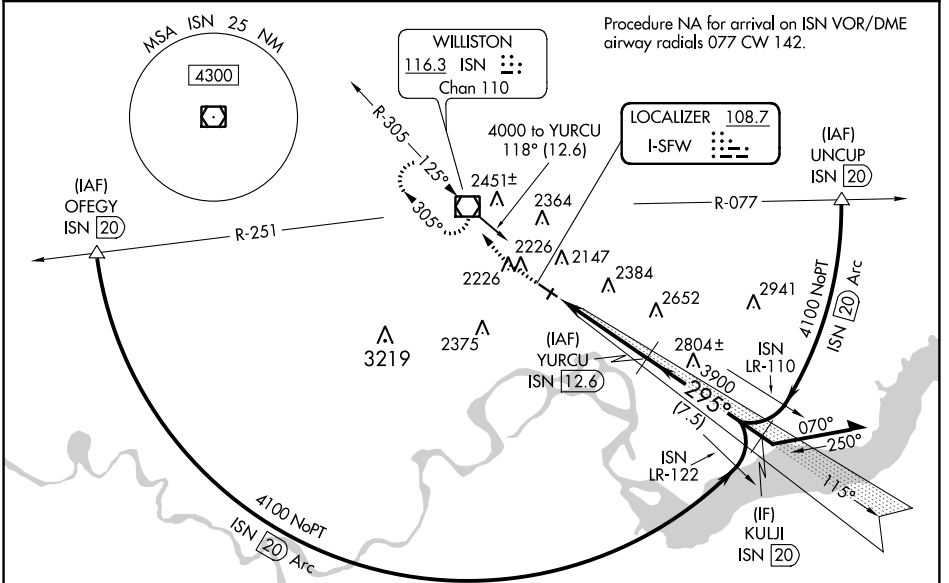 MSA ISN 25 NM
4300
Procedure NA for arrival on ISN VOR/DME
airway radials 077 CW 142.
WILLISTON
116.3 ISN
Chan 110
LOCALIZER 108.7
I-SFW
R-305
125°
305°
4000 to YURCU
118° (12.6)
(IAF)
OFEGY
ISN 20
R-251
(IAF)
UNCUP
ISN 20
R-077
2451±
2364
2226
2226
2147
2384
2652
2941
3219
2375
2804±
(IAF)
YURCU
ISN 12.6
3900
295°
(7.5)
ISN
LR-110
4100 NoPT
ISN 20 Arc
070°
250°
115°
ISN
LR-122
(IF)
KULJI
ISN 20
4100 NoPT
ISN 20 Arc